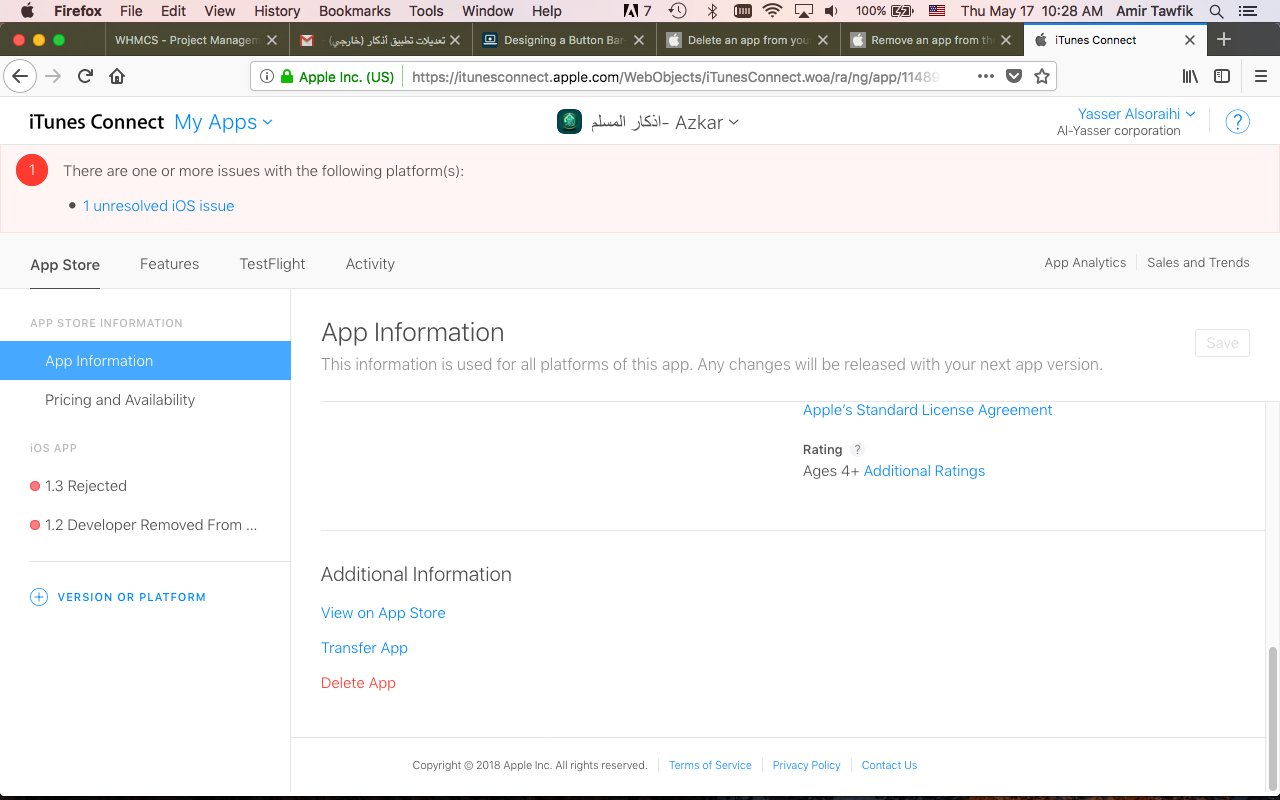 Firefox File Edit View History Bookmarks Tools Window Help 7 100% Thu May 17 10:28 AM Amir Tawfik
WHMCS - Project Managem تعديلات تطبيق أذكار (خارجي) - Designing a Button Bar- Delete an app from you Remove an app from th iTunes Connect
Apple Inc. (US) https://itunesconnect.apple.com/WebObjects/iTunesConnect.woa/ra/ng/app/11489
iTunes Connect My Apps اذكار المسلم -Azkar Yasser Alsoraihi ?
Al-Yasser corporation
1 There are one or more issues with the following platform(s):
• 1 unresolved iOS issue
App Store Features TestFlight Activity App Analytics Sales and Trends
APP STORE INFORMATION
App Information
Pricing and Availability
iOS APP
1.3 Rejected
1.2 Developer Removed From ...
+ VERSION OR PLATFORM
App Information
Save
This information is used for all platforms of this app. Any changes will be released with your next app version.
Apple's Standard License Agreement
Rating ?
Ages 4+ Additional Ratings
Additional Information
View on App Store
Transfer App
Delete App
Copyright © 2018 Apple Inc. All rights reserved. Terms of Service Privacy Policy Contact Us